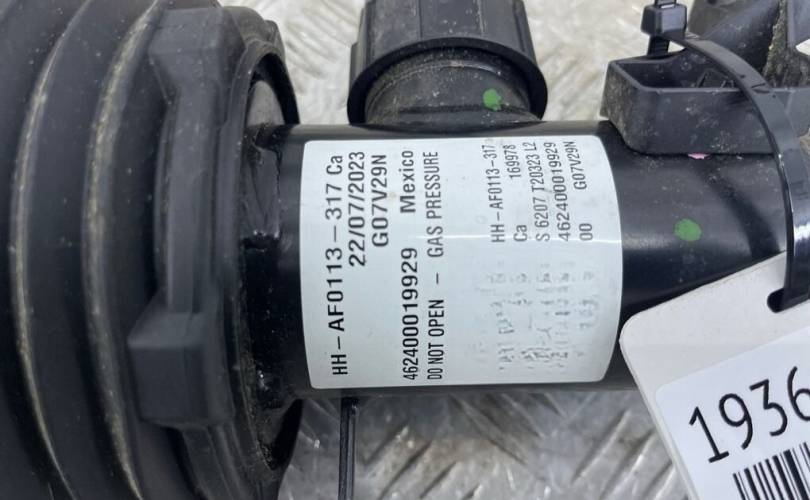 HH-AF0113-317 Ca
22/07/2023
G07V29N
462400019929 Mexico
DO NOT OPEN - GAS PRESSURE
HH-AF0113-317
169978
Ca
S 6207 T20323 L2
462400019929
G07V29N
00
1936